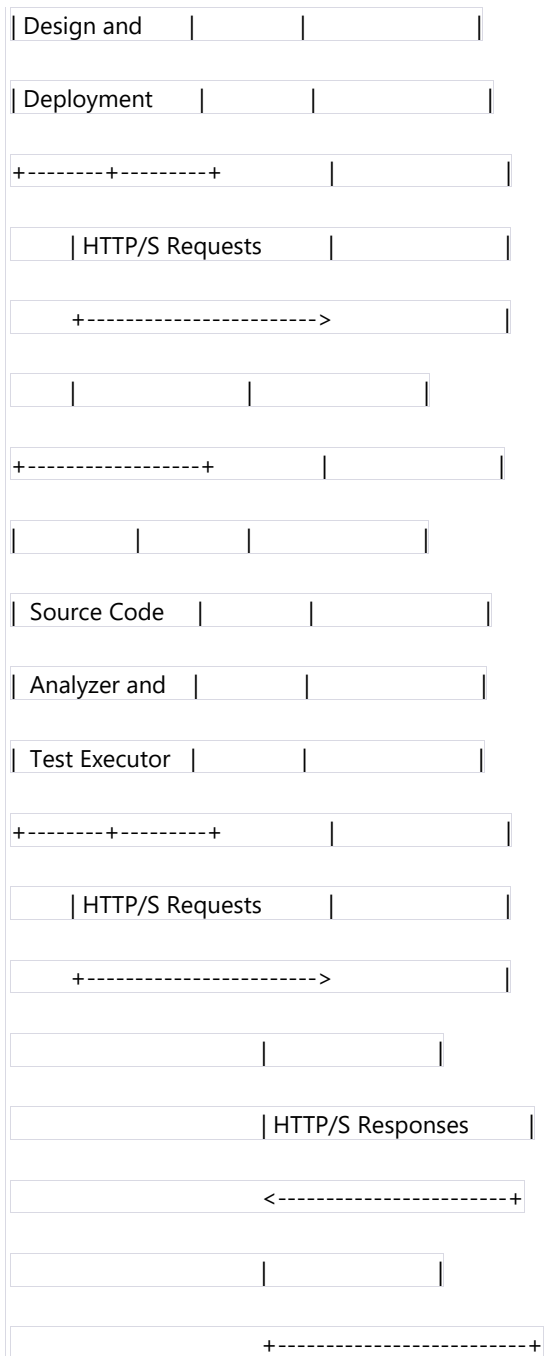 | Design and | | |
| Deployment | | |
+--------+---------+ | |
| HTTP/S Requests | |
+------------------------> |
| | |
+------------------+ | |
| | | |
| Source Code | | |
| Analyzer and | | |
| Test Executor | | |
+--------+---------+ | |
| HTTP/S Requests | |
+------------------------> |
| |
| HTTP/S Responses |
<------------------------+
| |
+--------------------------+